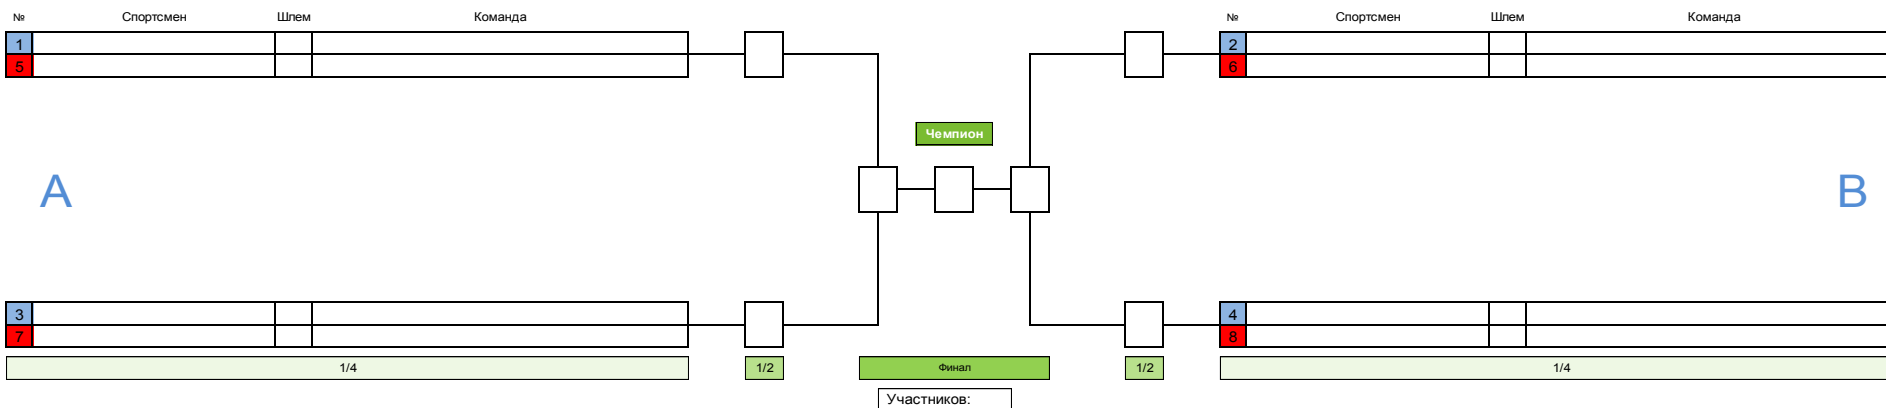 № Спортсмен Шлем Команда № Спортсмен Шлем Команда
1 2
5 6
Чемпион
A B
3 4
7 8
1/4 1/2 Финал 1/2 1/4
Участников: